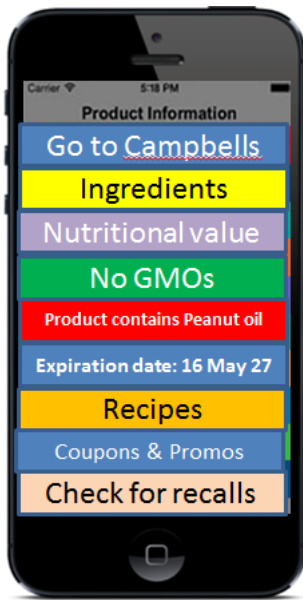 Carrier
5:18 PM
Product Information
Go to Campbells
Ingredients
Nutritional value
No GMOs
Product contains Peanut oil
Expiration date: 16 May 27
Recipes
Coupons & Promos
Check for recalls